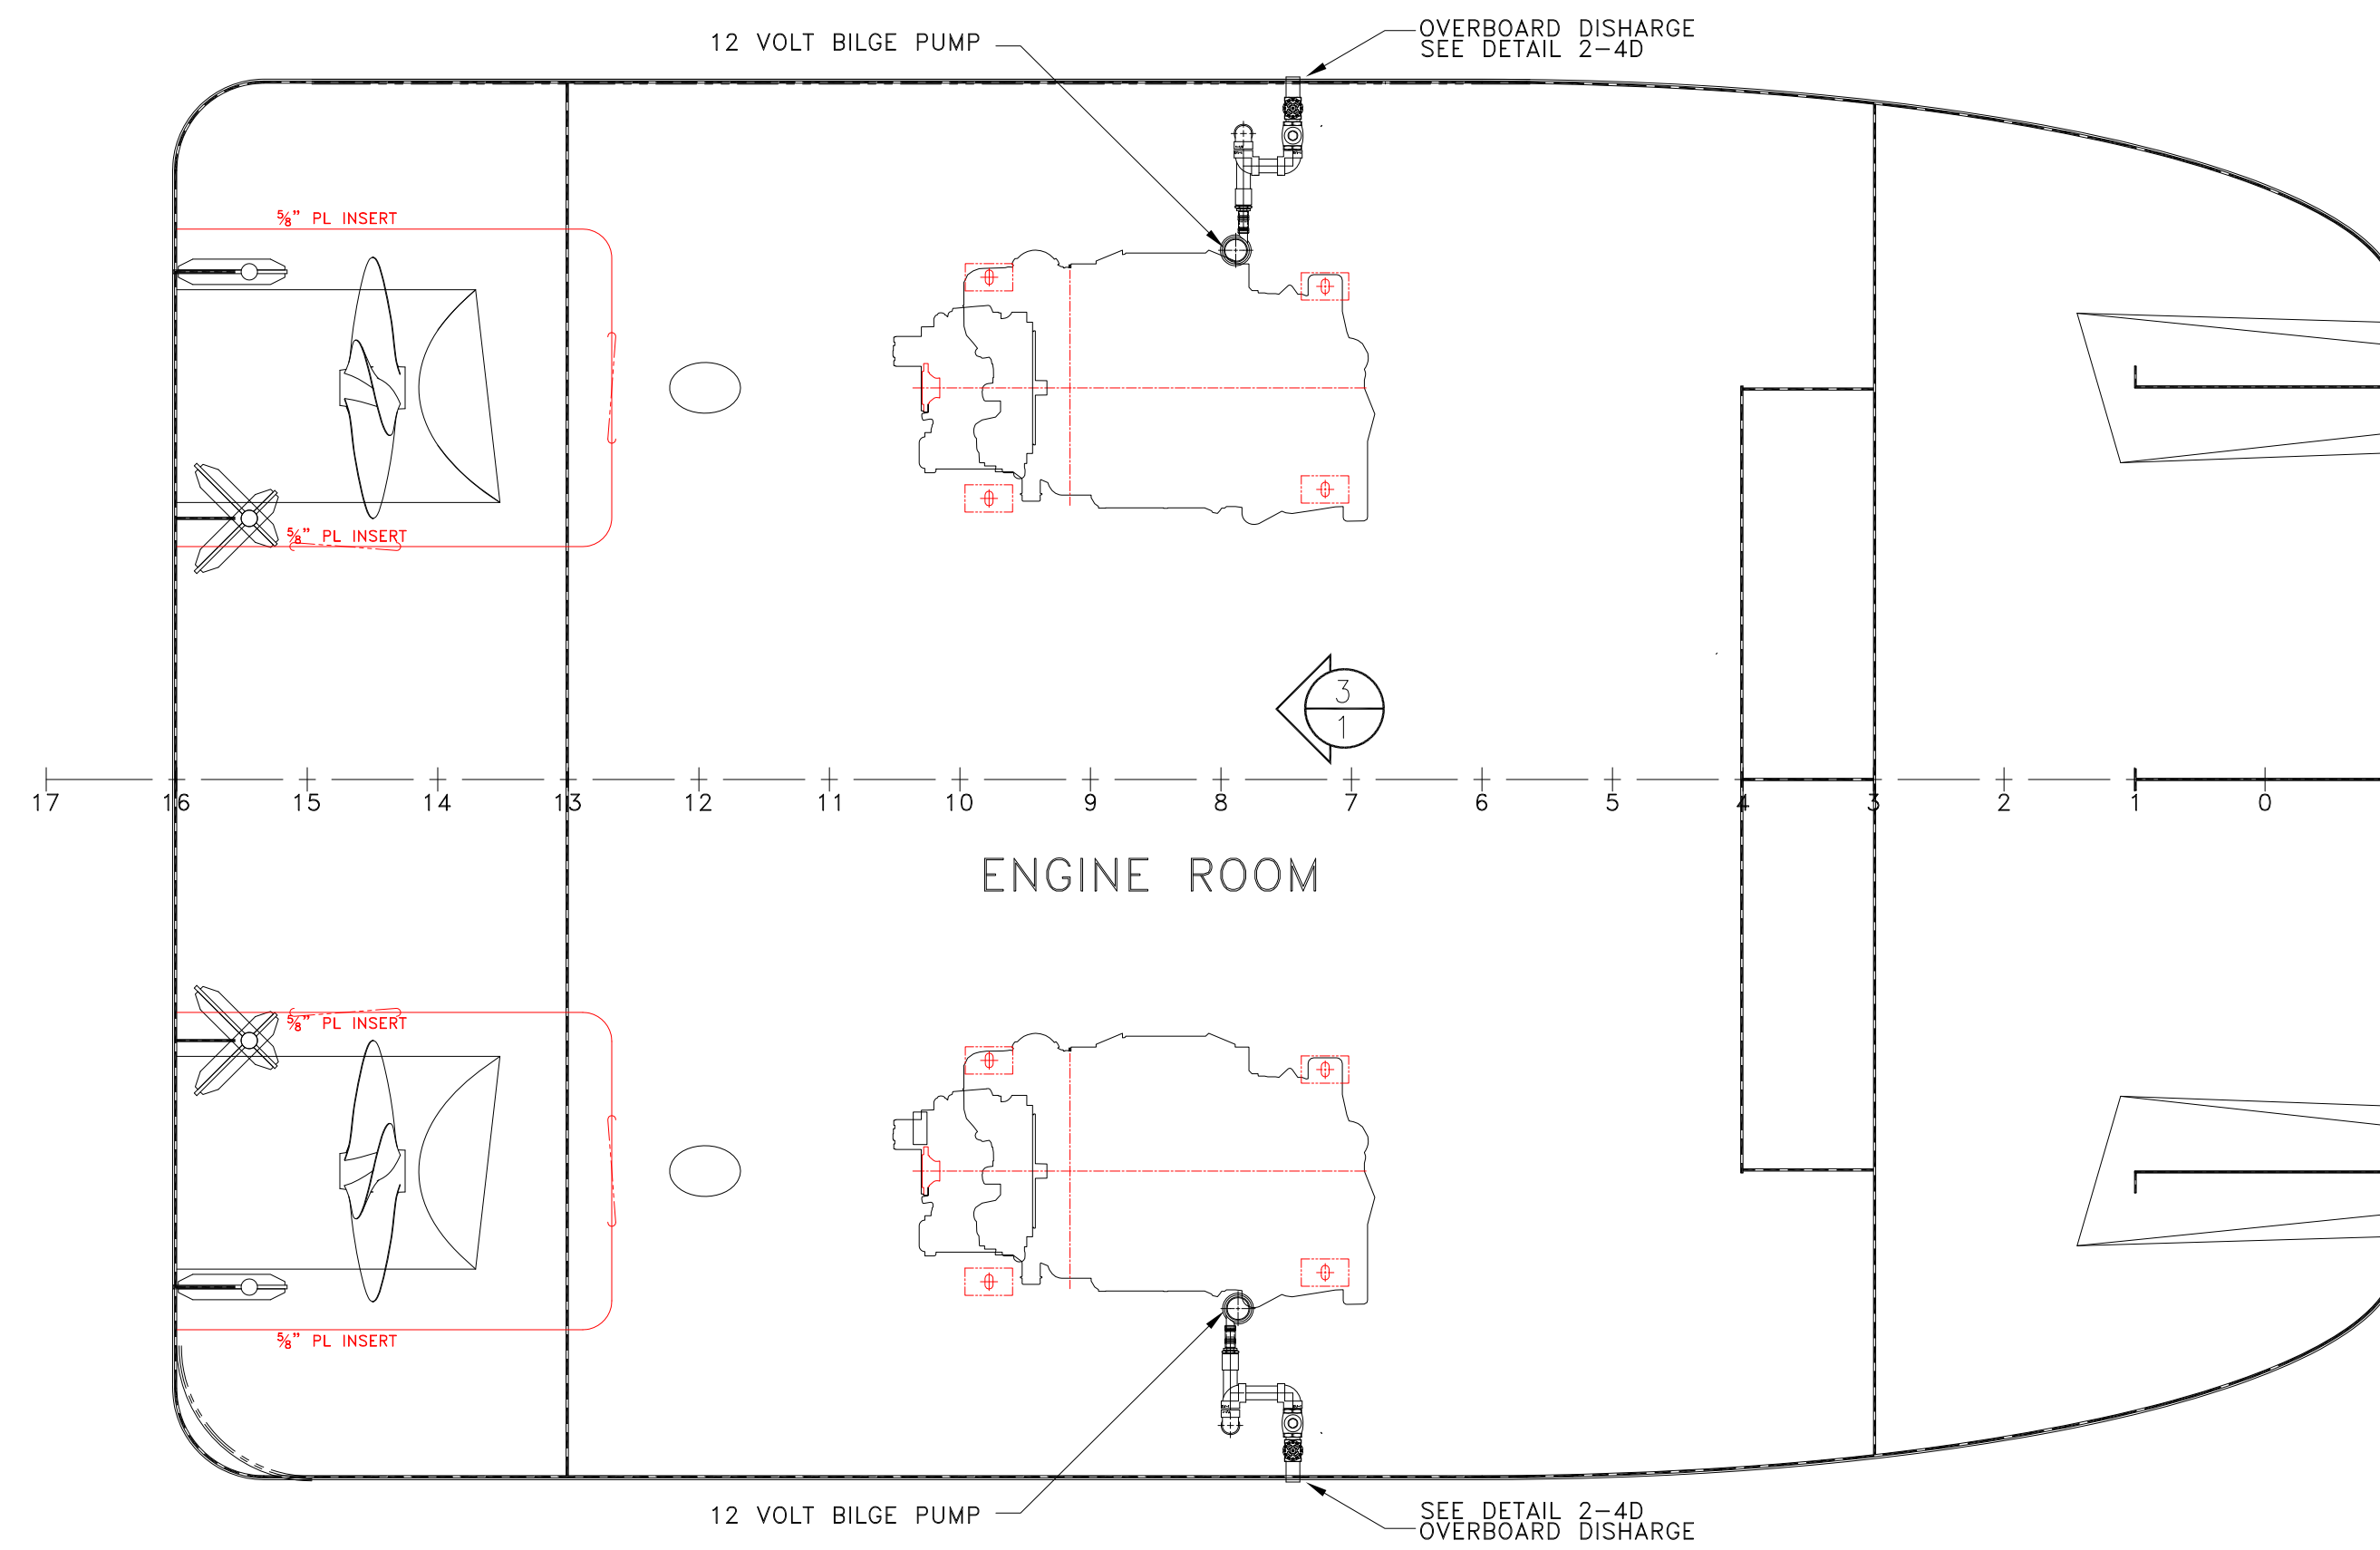 12 VOLT BILGE PUMP
OVERBOARD DISHARGE
SEE DETAIL 2-4D
⅝" PL INSERT
⅝" PL INSERT
3
1
17 16 15 14 13 12 11 10 9 8 7 6 5 4 3 2 1 0
ENGINE ROOM
⅝" PL INSERT
⅝" PL INSERT
12 VOLT BILGE PUMP
SEE DETAIL 2-4D
OVERBOARD DISHARGE